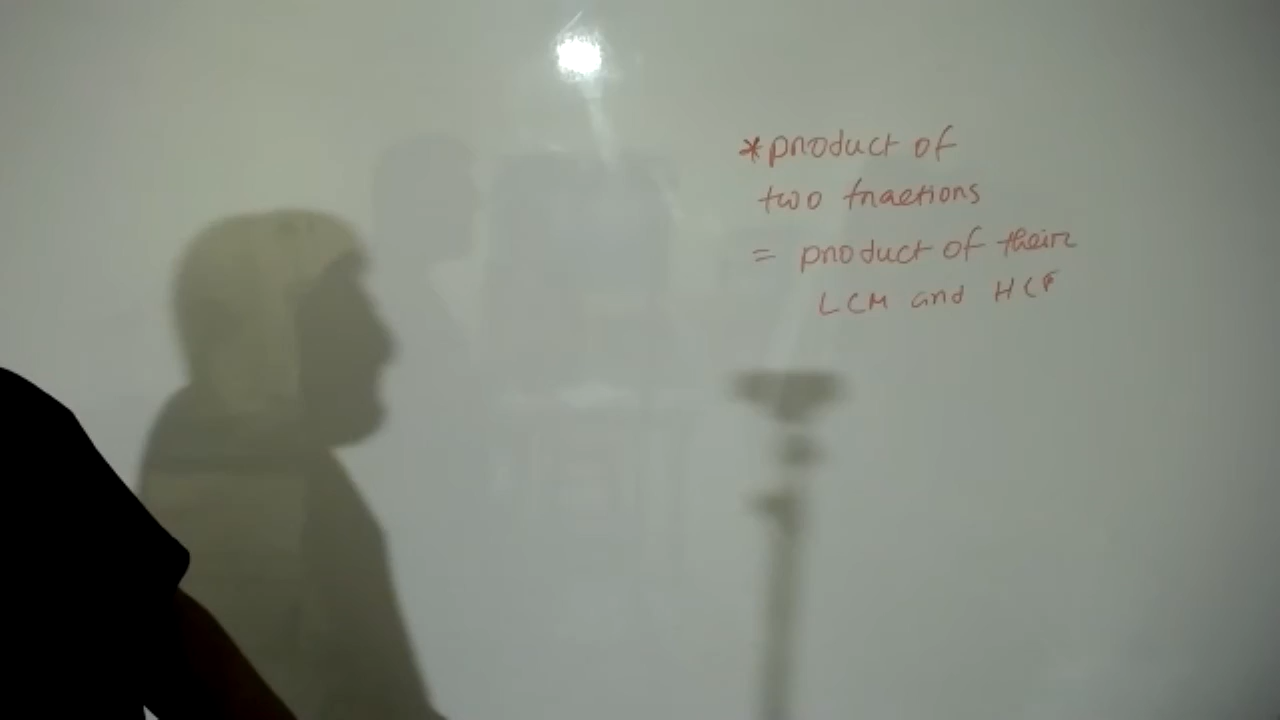 *product of
two fractions
= product of their
LCM and HCF